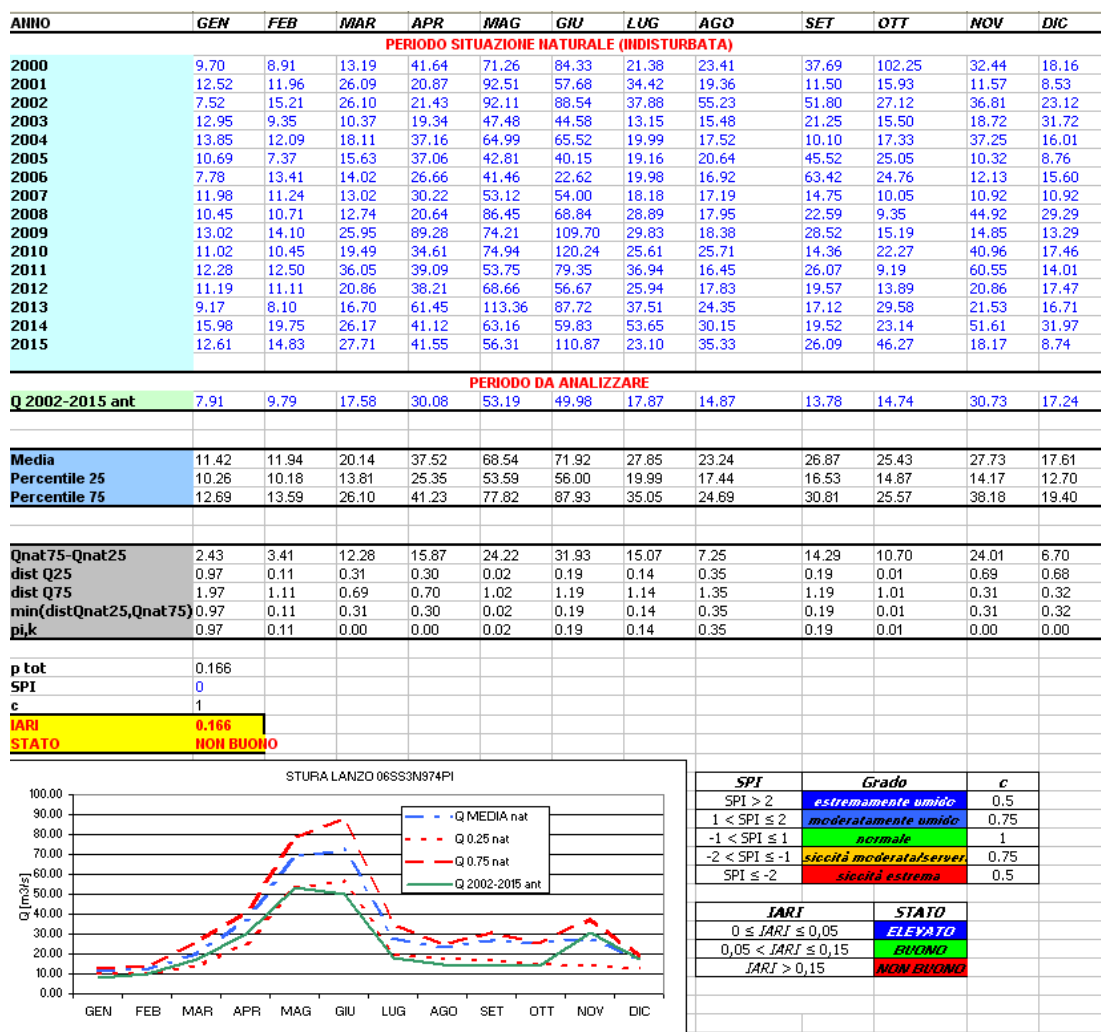 ANNO GEN FEB MAR APR MAG GIU LUG AGO SET OTT NOV DIC
PERIODO SITUAZIONE NATURALE (INDISTURBATA)
2000 9.70 8.91 13.19 41.64 71.26 84.33 21.38 23.41 37.69 102.25 32.44 18.16
2001 12.52 11.96 26.09 20.87 92.51 57.68 34.42 19.36 11.50 15.93 11.57 8.53
2002 7.52 15.21 26.10 21.43 92.11 88.54 37.88 55.23 51.80 27.12 36.81 23.12
2003 12.95 9.35 10.37 19.34 47.48 44.58 13.15 15.48 21.25 15.50 18.72 31.72
2004 13.85 12.09 18.11 37.16 64.99 65.52 19.99 17.52 10.10 17.33 37.25 16.01
2005 10.69 7.37 15.63 37.06 42.81 40.15 19.16 20.64 45.52 25.05 10.32 8.76
2006 7.78 13.41 14.02 26.66 41.46 22.62 19.98 16.92 63.42 24.76 12.13 15.60
2007 11.98 11.24 13.02 30.22 53.12 54.00 18.18 17.19 14.75 10.05 10.92 10.92
2008 10.45 10.71 12.74 20.64 86.45 68.84 28.89 17.95 22.59 9.35 44.92 29.29
2009 13.02 14.10 25.95 89.28 74.21 109.70 29.83 18.38 28.52 15.19 14.85 13.29
2010 11.02 10.45 19.49 34.61 74.94 120.24 25.61 25.71 14.36 22.27 40.96 17.46
2011 12.28 12.50 36.05 39.09 53.75 79.35 36.94 16.45 26.07 9.19 60.55 14.01
2012 11.19 11.11 20.86 38.21 68.66 56.67 25.94 17.83 19.57 13.89 20.86 17.47
2013 9.17 8.10 16.70 61.45 113.36 87.72 37.51 24.35 17.12 29.58 21.53 16.71
2014 15.98 19.75 26.17 41.12 63.16 59.83 53.65 30.15 19.52 23.14 51.61 31.97
2015 12.61 14.83 27.71 41.55 56.31 110.87 23.10 35.33 26.09 46.27 18.17 8.74
PERIODO DA ANALIZZARE
Q 2002-2015 ant 7.91 9.79 17.58 30.08 53.19 49.98 17.87 14.87 13.78 14.74 30.73 17.24
Media 11.42 11.94 20.14 37.52 68.54 71.92 27.85 23.24 26.87 25.43 27.73 17.61
Percentile 25 10.26 10.18 13.81 25.35 53.59 56.00 19.99 17.44 16.53 14.87 14.17 12.70
Percentile 75 12.69 13.59 26.10 41.23 77.82 87.93 35.05 24.69 30.81 25.57 38.18 19.40
Qnat75-Qnat25 2.43 3.41 12.28 15.87 24.22 31.93 15.07 7.25 14.29 10.70 24.01 6.70
dist Q25 0.97 0.11 0.31 0.30 0.02 0.19 0.14 0.35 0.19 0.01 0.69 0.68
dist Q75 1.97 1.11 0.69 0.70 1.02 1.19 1.14 1.35 1.19 1.01 0.31 0.32
min(distQnat25,Qnat75) 0.97 0.11 0.31 0.30 0.02 0.19 0.14 0.35 0.19 0.01 0.31 0.32
pi,k 0.97 0.11 0.00 0.00 0.02 0.19 0.14 0.35 0.19 0.01 0.00 0.00
p tot 0.166
SPI 0
c 1
IARI 0.166
STATO NON BUONO
STURA LANZO 06SS3N974PI
100.00
90.00
80.00
70.00
60.00
50.00
40.00
30.00
20.00
10.00
0.00
Q [m3/s]
Q MEDIA nat
Q 0.25 nat
Q 0.75 nat
Q 2002-2015 ant
GEN FEB MAR APR MAG GIU LUG AGO SET OTT NOV DIC
SPI Grado c
SPI > 2 estremamente umido 0.5
1 < SPI ≤ 2 moderatamente umido 0.75
-1 < SPI ≤ 1 normale 1
-2 < SPI ≤ -1 siccità moderata/server 0.75
SPI ≤ -2 siccità estrema 0.5
IARI STATO
0 ≤ IARI ≤ 0,05 ELEVATO
0,05 < IARI ≤ 0,15 BUONO
IARI > 0,15 NON BUONO